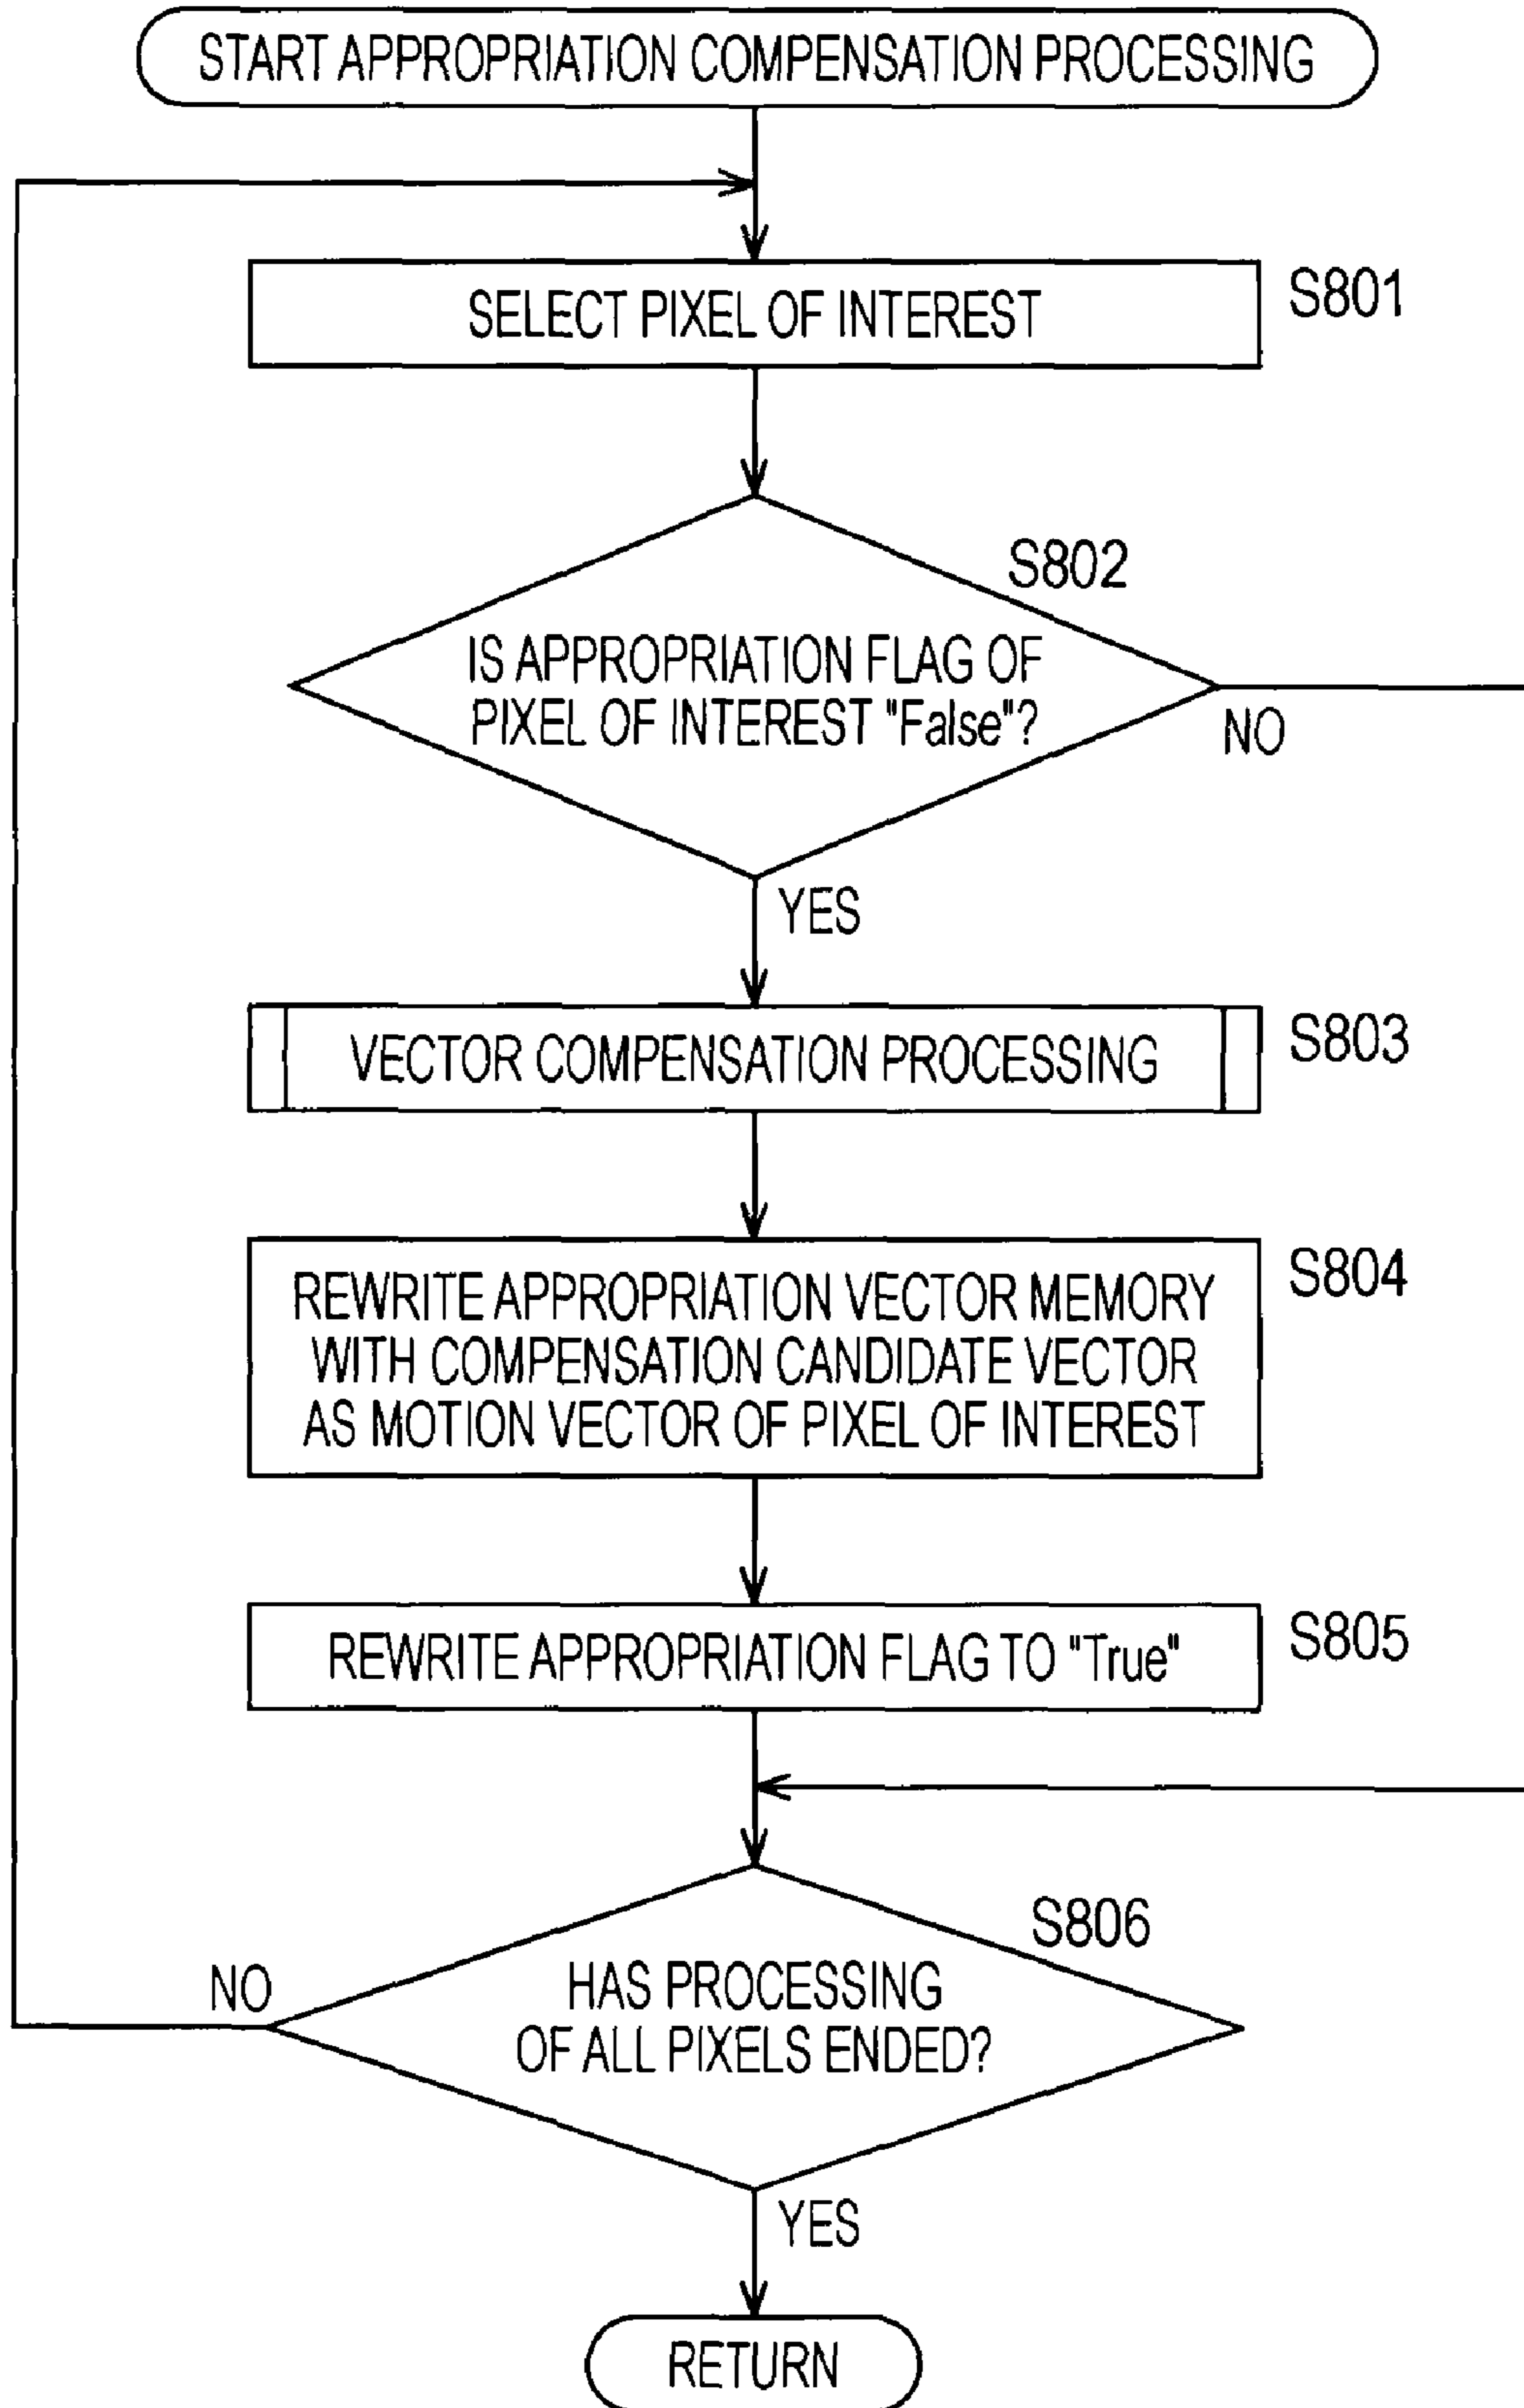 START APPROPRIATION COMPENSATION PROCESSING
SELECT PIXEL OF INTEREST
S801
S802
IS APPROPRIATION FLAG OF
PIXEL OF INTEREST "False"?
NO
YES
VECTOR COMPENSATION PROCESSING
S803
REWRITE APPROPRIATION VECTOR MEMORY
WITH COMPENSATION CANDIDATE VECTOR
AS MOTION VECTOR OF PIXEL OF INTEREST
S804
REWRITE APPROPRIATION FLAG TO "True"
S805
S806
NO
HAS PROCESSING
OF ALL PIXELS ENDED?
YES
RETURN